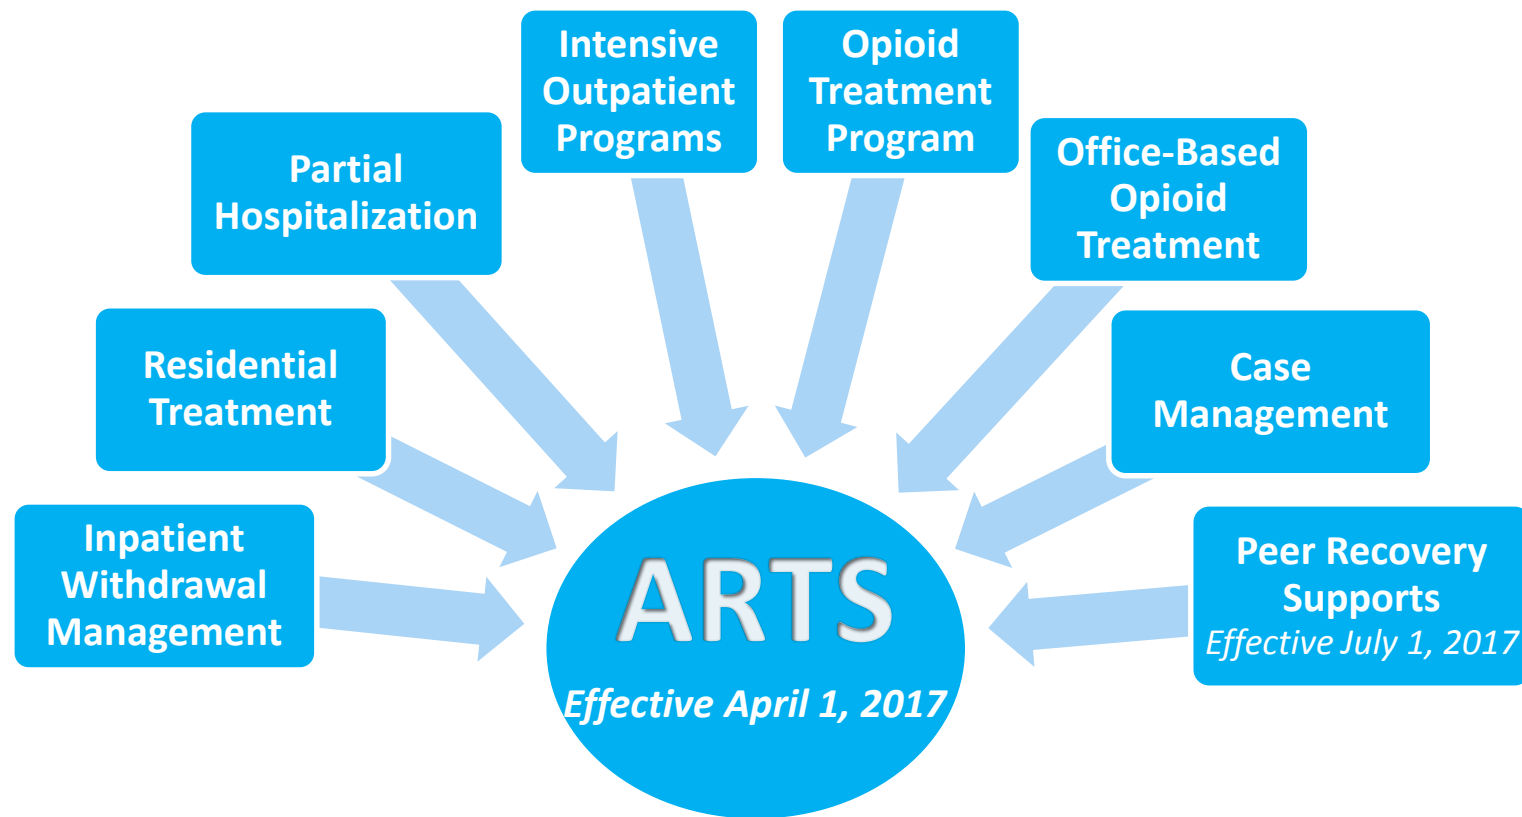 Intensive
Outpatient
Programs
Opioid
Treatment
Program
Partial
Hospitalization
Office-Based
Opioid
Treatment
Residential
Treatment
Case
Management
Inpatient
Withdrawal
Management
Peer Recovery
Supports
Effective July 1, 2017
ARTS
Effective April 1, 2017